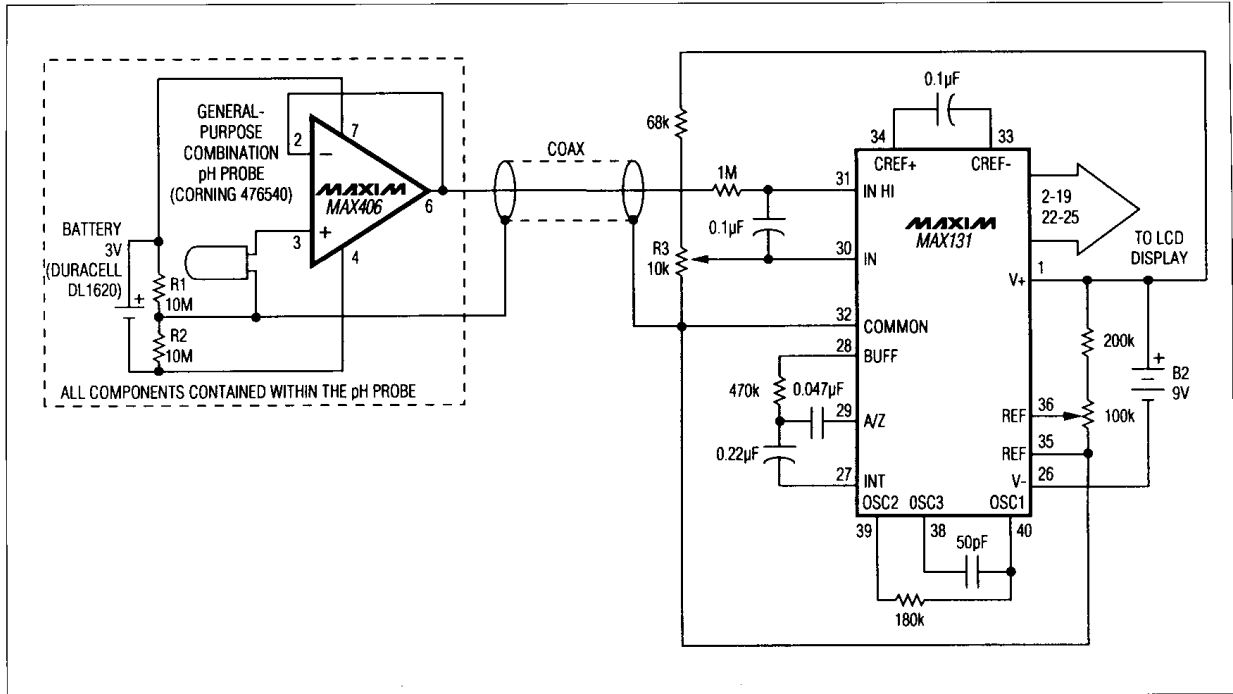 GENERAL-
PURPOSE
COMBINATION
pH PROBE
(CORNING 476540)
BATTERY
3V
(DURACELL
DL1620)
+
R1
10M
R2
10M
2
−
7
MAXIM
MAX406
6
3
+
4
ALL COMPONENTS CONTAINED WITHIN THE pH PROBE
COAX
68k
1M
0.1µF
R3
10k
0.1µF
34
33
CREF+
CREF-
31
IN HI
30
IN
MAXIM
MAX131
2-19
22-25
TO LCD
DISPLAY
1
V+
32
COMMON
28
BUFF
470k
0.047µF
29
A/Z
0.22µF
27
INT
200k
+
B2
9V
36
REF
100k
35
REF
26
V-
OSC2
OSC3
OSC1
39
38
40
50pF
180k